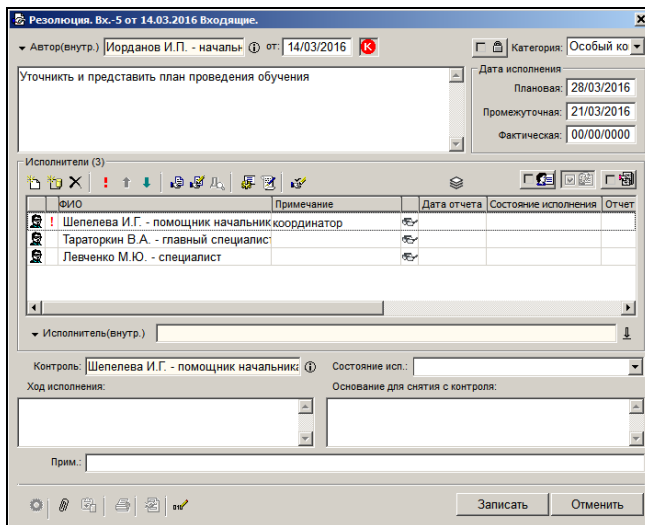 Резолюция. Вх.-5 от 14.03.2016 Входящие.
Автор(внутр.) Иорданов И.П. - начальн от: 14/03/2016 К Категория: Особый ко
Уточникть и представить план проведения обучения
Дата исполнения
Плановая: 28/03/2016
Промежуточная: 21/03/2016
Фактическая: 00/00/0000
Исполнители (3)
ФИО Примечание Дата отчета Состояние исполнения Отчет
! Шепелева И.Г. - помощник начальник координатор
Тараторкин В.А. - главный специалист
Левченко М.Ю. - специалист
Исполнитель(внутр.)
Контроль: Шепелева И.Г. - помощник начальника Состояние исп.:
Ход исполнения: Основание для снятия с контроля:
Прим.:
Записать Отменить